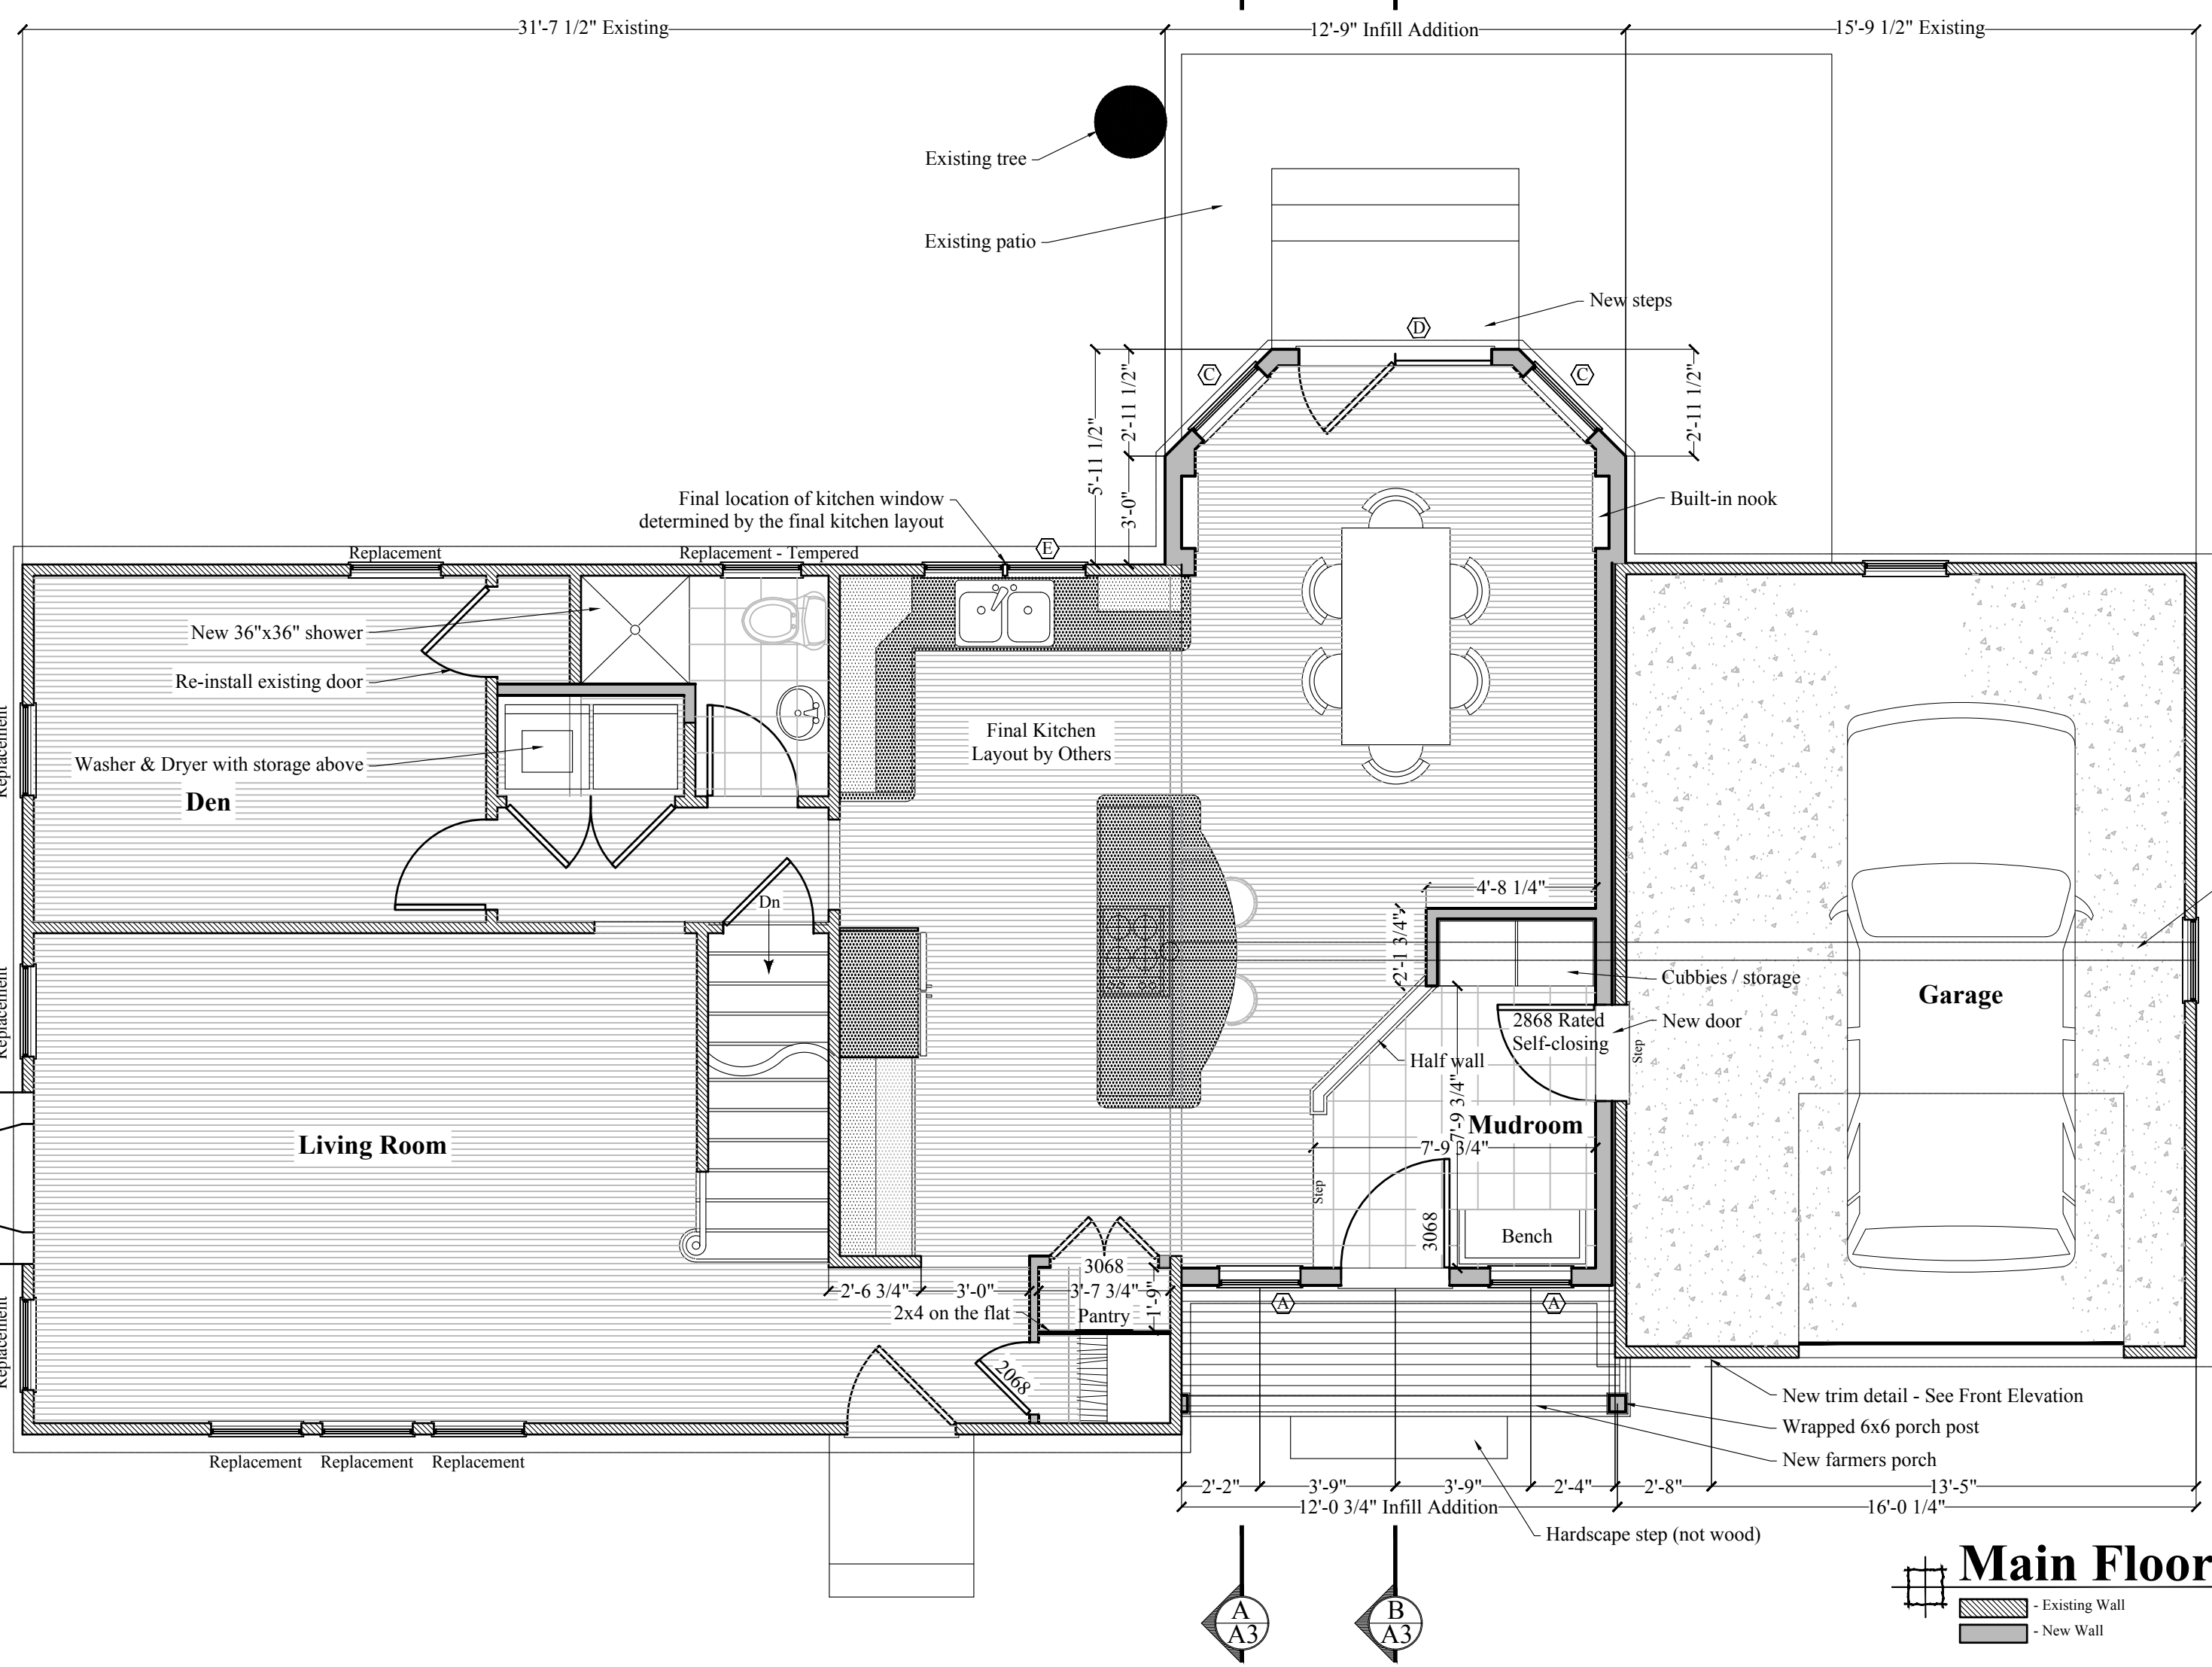 31'-7 1/2" Existing
12'-9" Infill Addition
15'-9 1/2" Existing
Existing tree
Existing patio
New steps
D
C
C
2'-11 1/2"
5'-11 1/2"
3'-0"
2'-11 1/2"
Final location of kitchen window
determined by the final kitchen layout
Built-in nook
E
Replacement
Replacement - Tempered
New 36"x36" shower
Re-install existing door
Replacement
Washer & Dryer with storage above
Den
Final Kitchen
Layout by Others
4'-8 1/4"
Dn
2'-1 3/4"
Cubbies / storage
Garage
2868 Rated
Self-closing
New door
Step
Half wall
Replacement
7'-9 3/4"
Mudroom
7'-9 3/4"
Living Room
Step
3068
Bench
3068
2'-6 3/4"
3'-0"
3'-7 3/4"
1'-9"
2x4 on the flat
Pantry
A
A
Replacement
2068
New trim detail - See Front Elevation
Wrapped 6x6 porch post
New farmers porch
Replacement
Replacement
Replacement
2'-2"
3'-9"
3'-9"
2'-4"
2'-8"
13'-5"
12'-0 3/4" Infill Addition
16'-0 1/4"
Hardscape step (not wood)
Main Floor
A
A3
B
A3
- Existing Wall
- New Wall